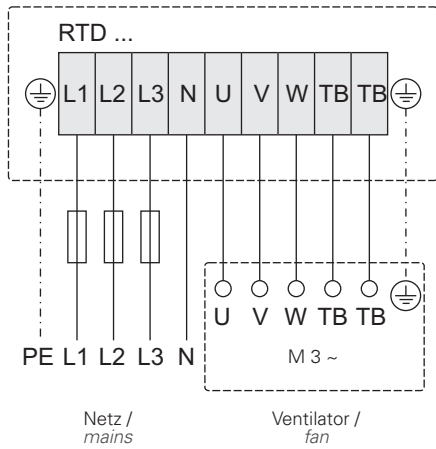 RTD ...
L1 L2 L3 N U V W TB TB
U V W TB TB
PE L1 L2 L3 N
M 3 ~
Netz /
mains
Ventilator /
fan